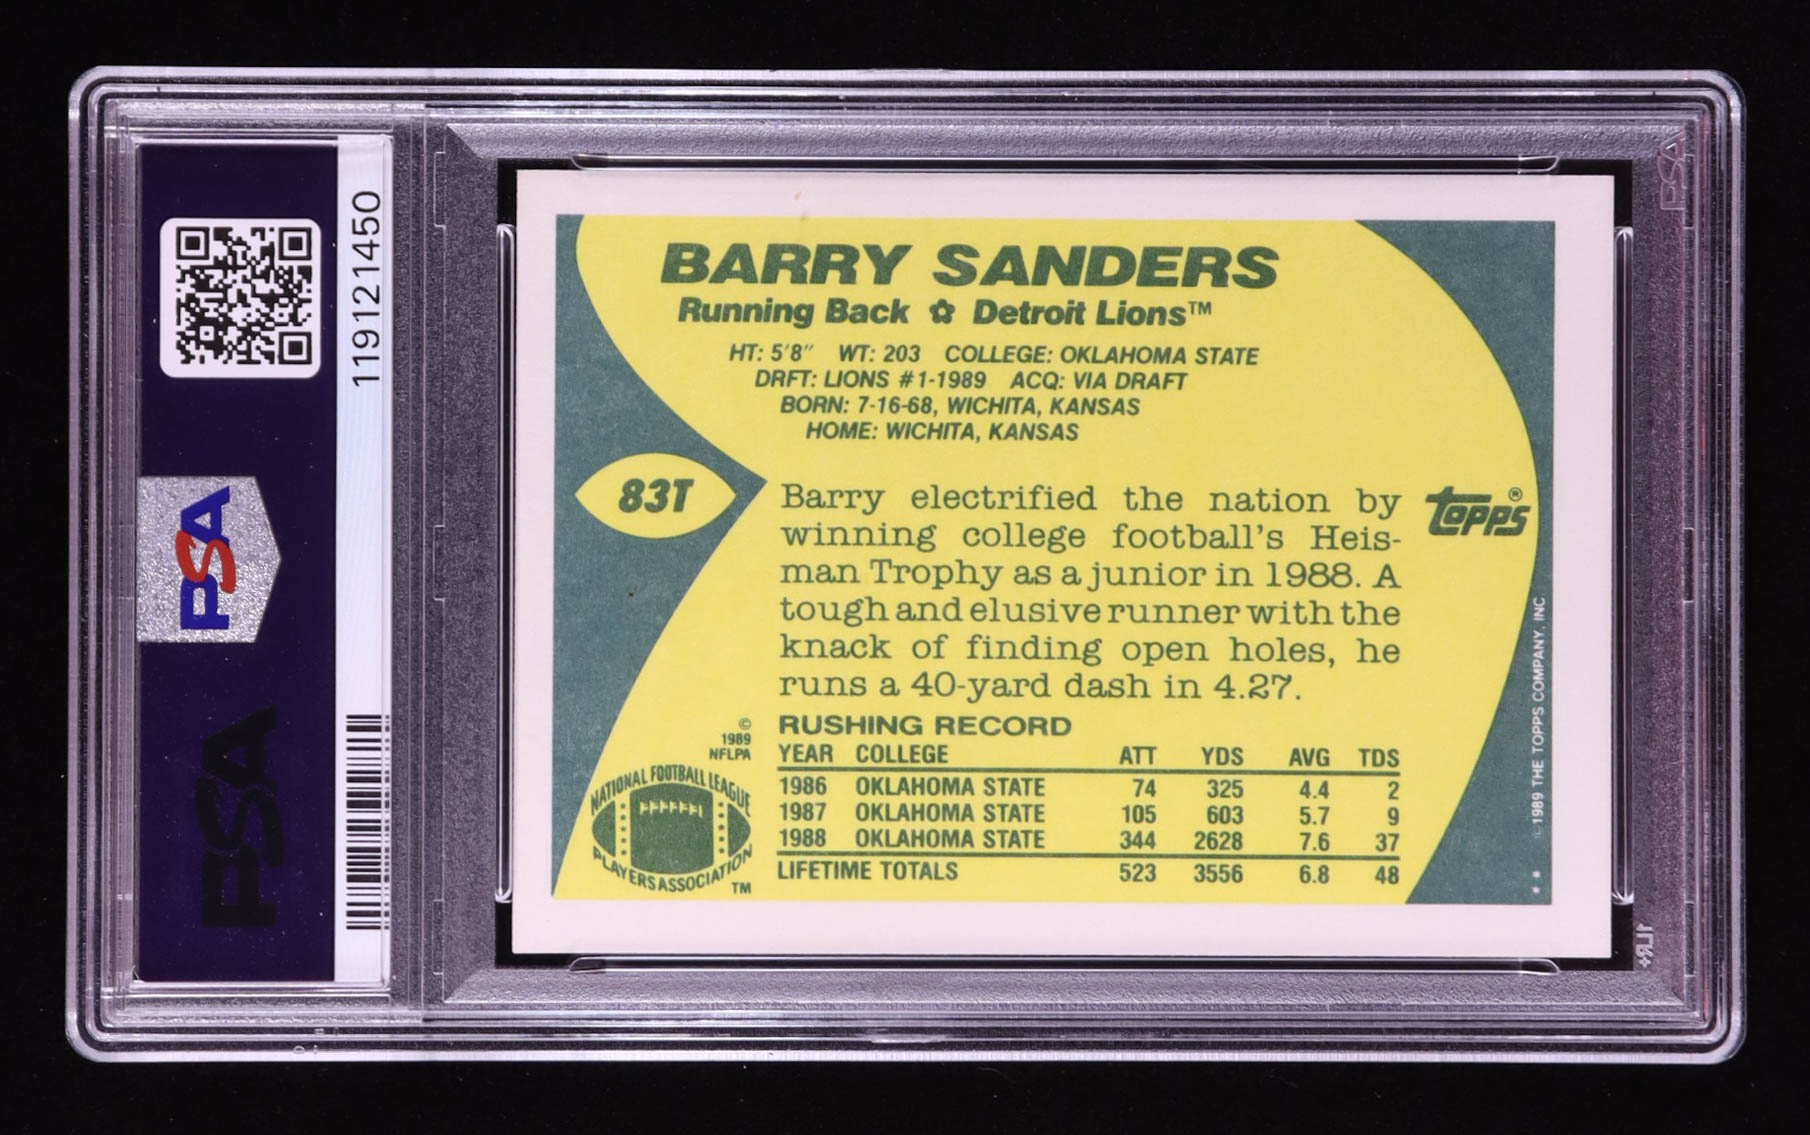 119121450
PSA
PSA
PSA
BARRY SANDERS
Running Back ✿ Detroit Lions™
HT: 5'8" WT: 203 COLLEGE: OKLAHOMA STATE
DRFT: LIONS #1-1989 ACQ: VIA DRAFT
BORN: 7-16-68, WICHITA, KANSAS
HOME: WICHITA, KANSAS
83T
Barry electrified the nation by
winning college football's Heis-
man Trophy as a junior in 1988. A
tough and elusive runner with the
knack of finding open holes, he
runs a 40-yard dash in 4.27.
topps®
RUSHING RECORD
YEAR COLLEGE ATT YDS AVG TDS
1986 OKLAHOMA STATE 74 325 4.4 2
1987 OKLAHOMA STATE 105 603 5.7 9
1988 OKLAHOMA STATE 344 2628 7.6 37
LIFETIME TOTALS 523 3556 6.8 48
©
1989
NFLPA
NATIONAL FOOTBALL LEAGUE
PLAYERS ASSOCIATION
TM
©1989 THE TOPPS COMPANY, INC.
**